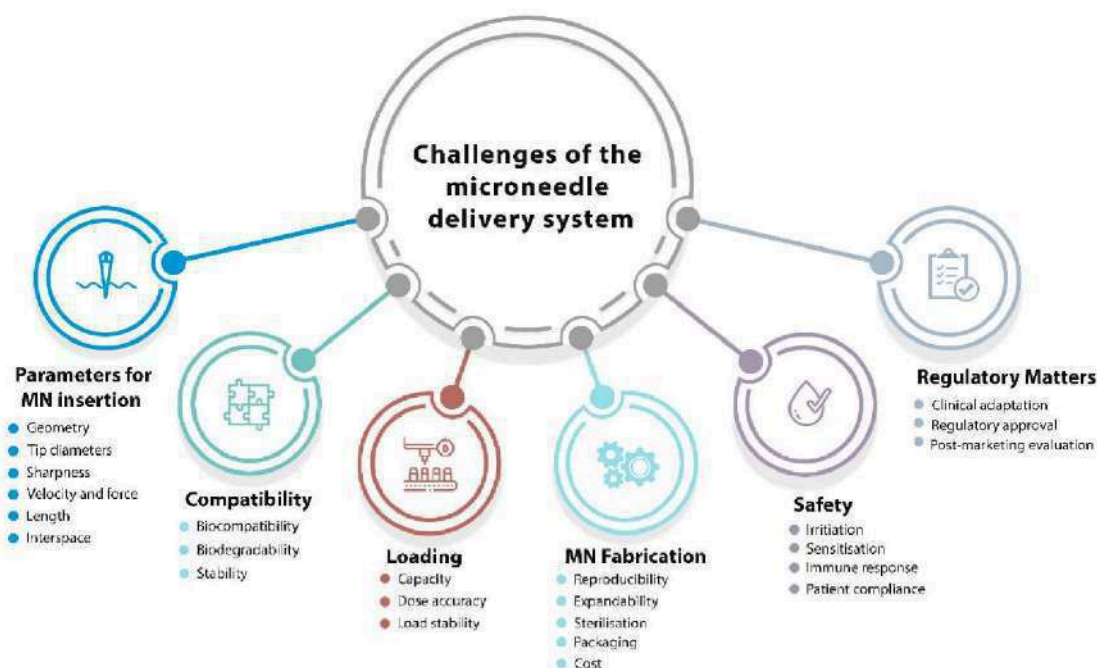 Challenges of the
microneedle
delivery system
Parameters for
MN insertion
Geometry
Tip diameters
Sharpness
Velocity and force
Length
Interspace
Compatibility
Biocompatibility
Biodegradability
Stability
Loading
Capacity
Dose accuracy
Load stability
MN Fabrication
Reproducibility
Expandability
Sterilisation
Packaging
Cost
Safety
Irritiation
Sensitisation
Immune response
Patient compliance
Regulatory Matters
Clinical adaptation
Regulatory approval
Post-marketing evaluation